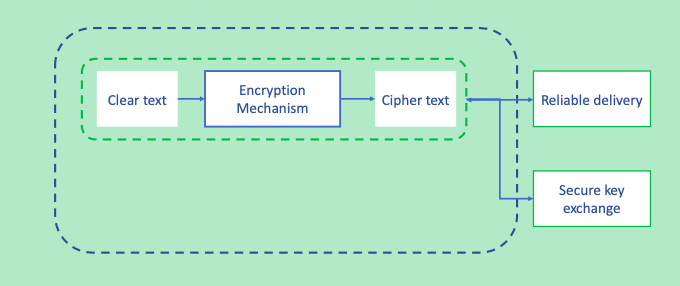 Clear text
Encryption
Mechanism
Cipher text
Reliable delivery
Secure key
exchange